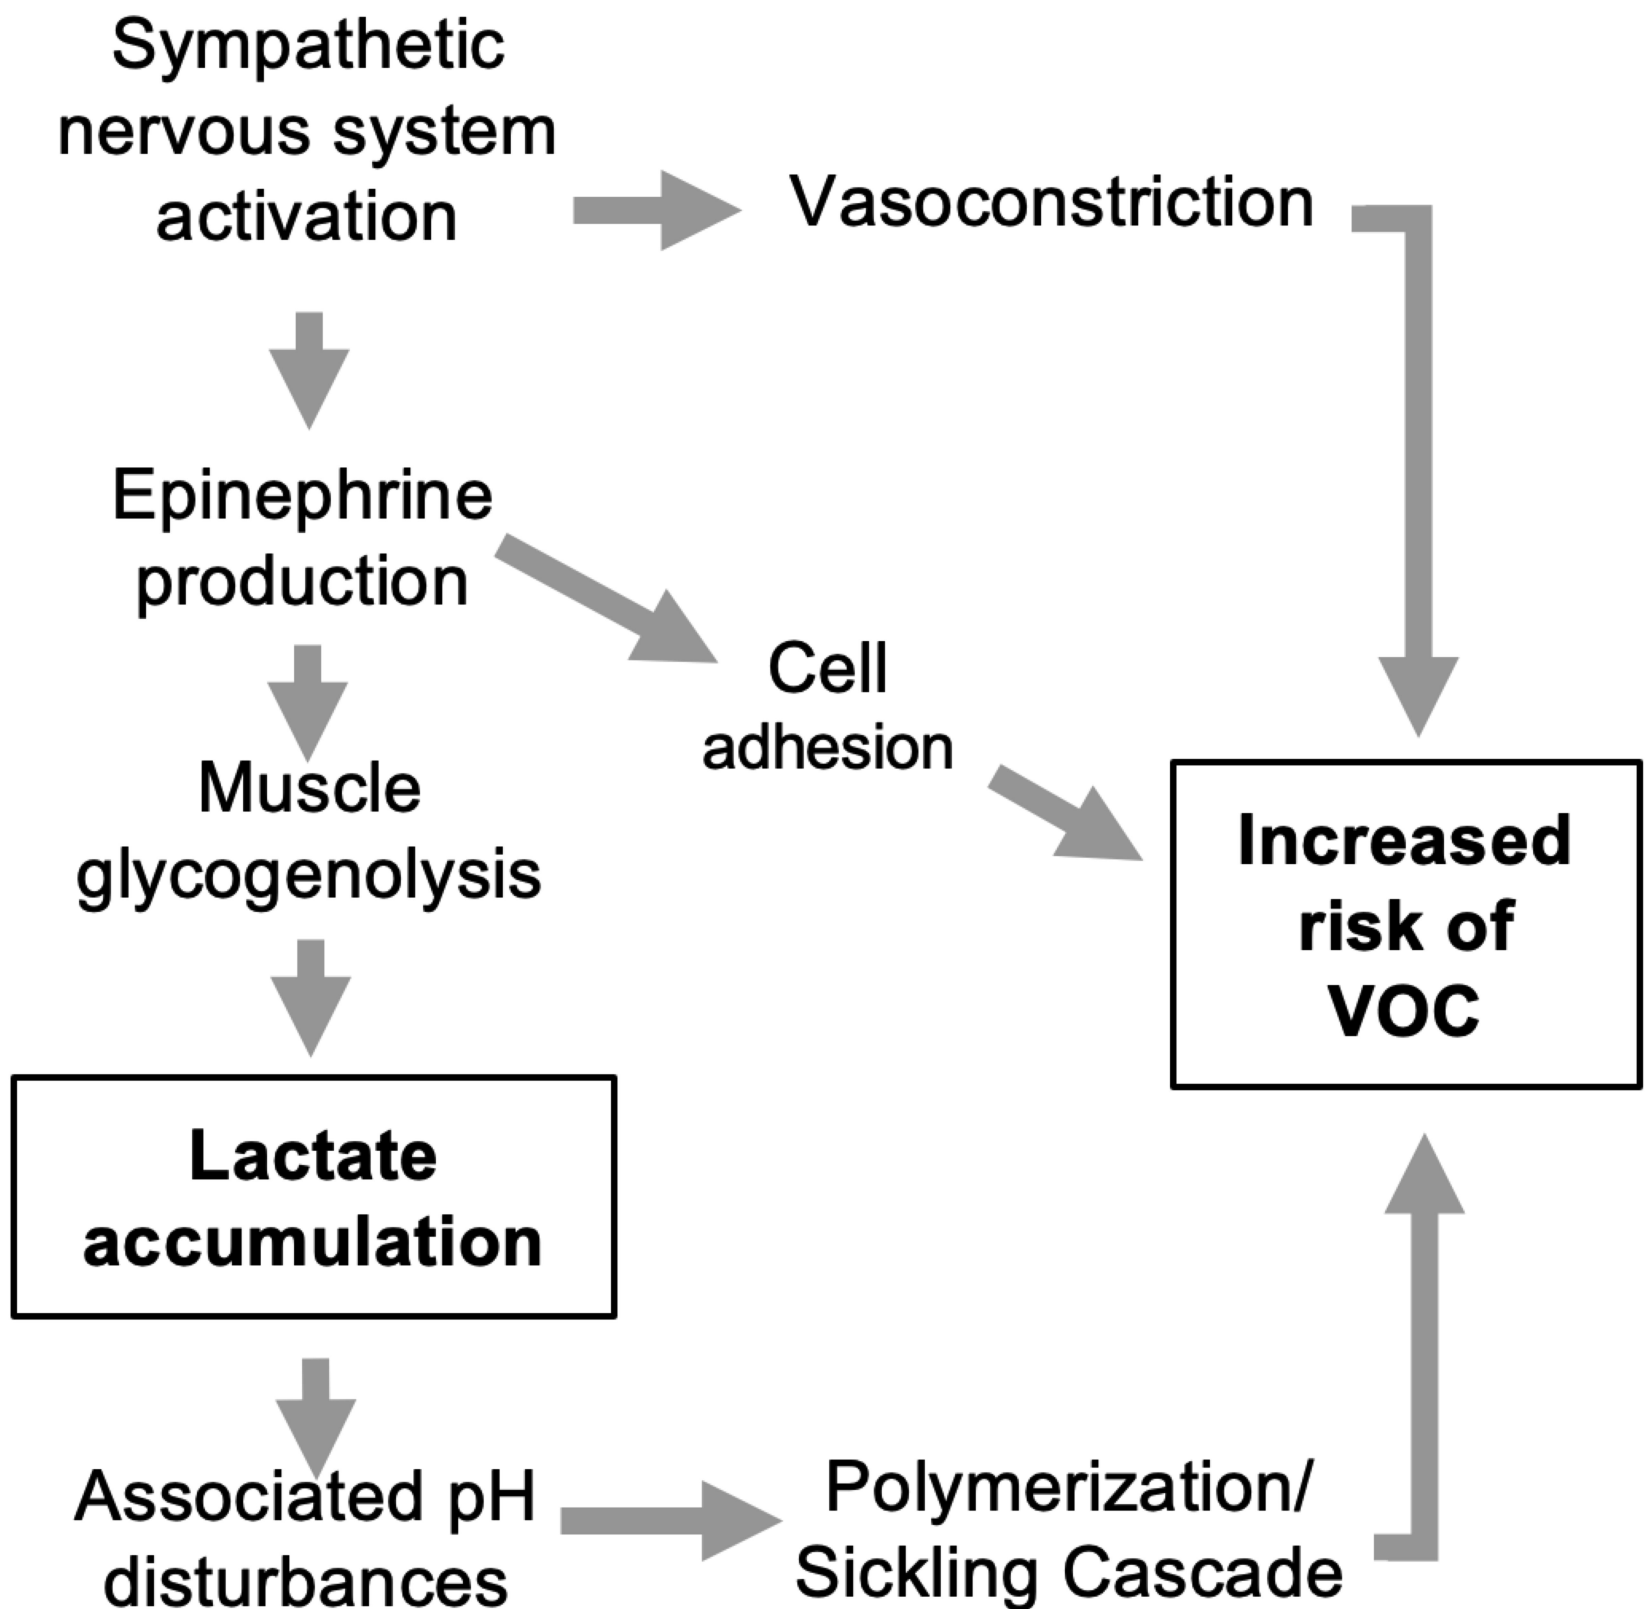 Sympathetic
nervous system
activation
Vasoconstriction
Epinephrine
production
Cell
adhesion
Muscle
glycogenolysis
Increased
risk of
VOC
Lactate
accumulation
Associated pH
disturbances
Polymerization/
Sickling Cascade